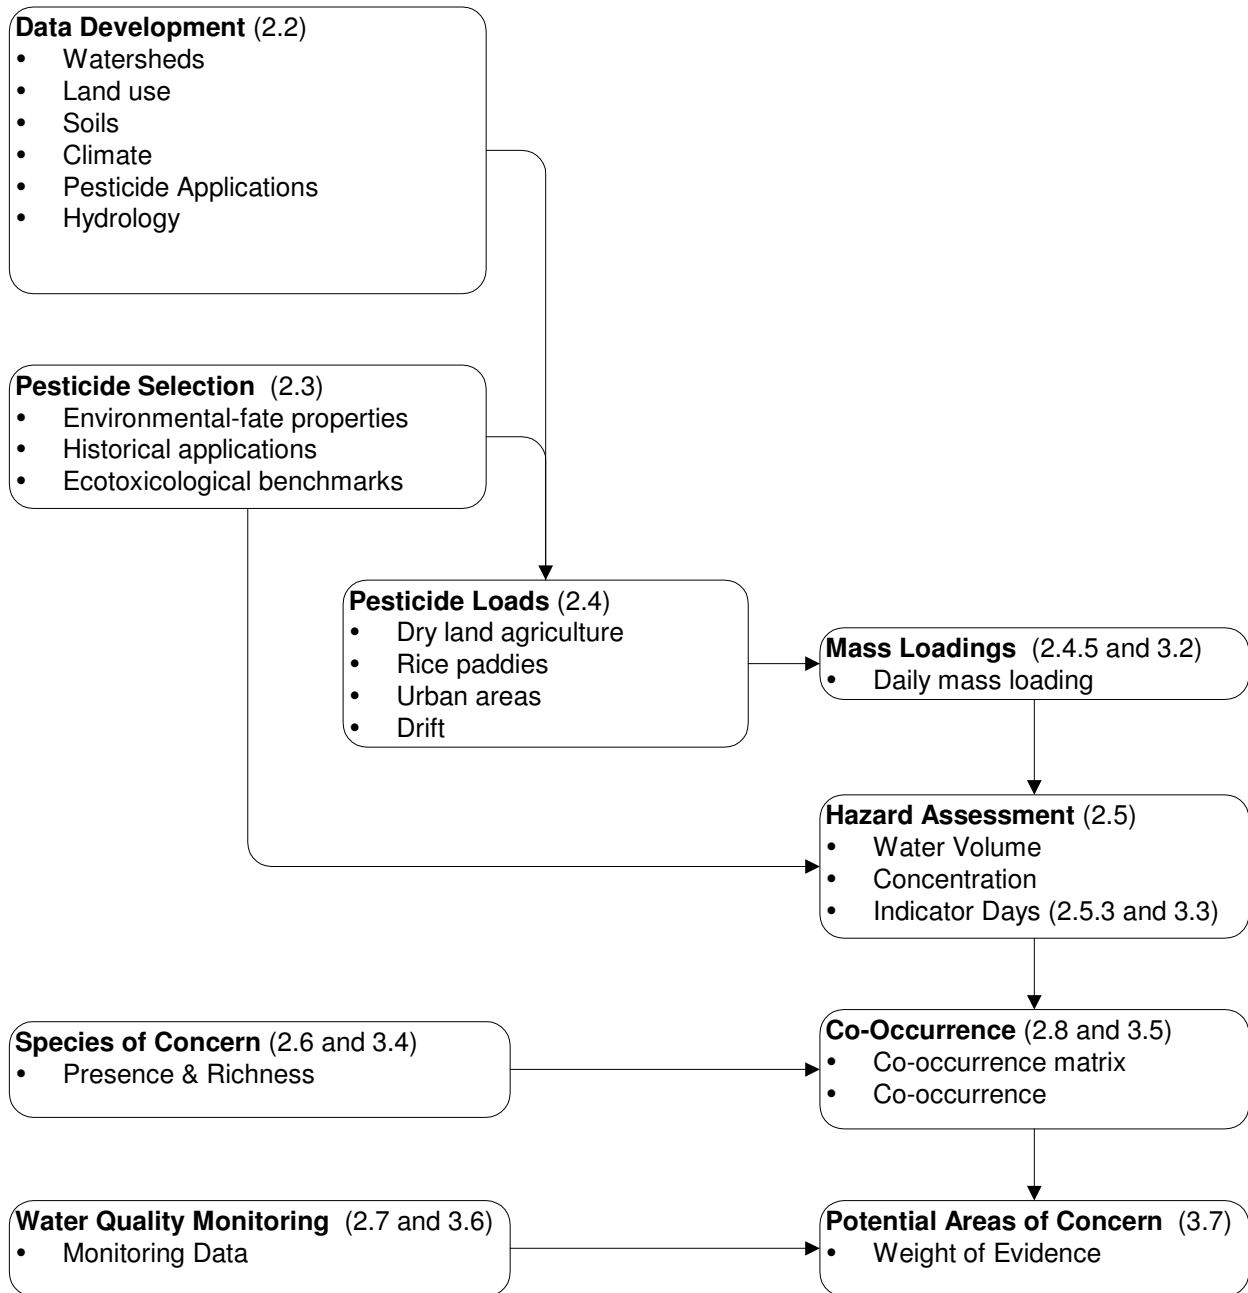 Data Development (2.2)
• Watersheds
• Land use
• Soils
• Climate
• Pesticide Applications
• Hydrology
Pesticide Selection (2.3)
• Environmental-fate properties
• Historical applications
• Ecotoxicological benchmarks
Pesticide Loads (2.4)
• Dry land agriculture
• Rice paddies
• Urban areas
• Drift
Mass Loadings (2.4.5 and 3.2)
• Daily mass loading
Hazard Assessment (2.5)
• Water Volume
• Concentration
• Indicator Days (2.5.3 and 3.3)
Species of Concern (2.6 and 3.4)
• Presence & Richness
Co-Occurrence (2.8 and 3.5)
• Co-occurrence matrix
• Co-occurrence
Water Quality Monitoring (2.7 and 3.6)
• Monitoring Data
Potential Areas of Concern (3.7)
• Weight of Evidence